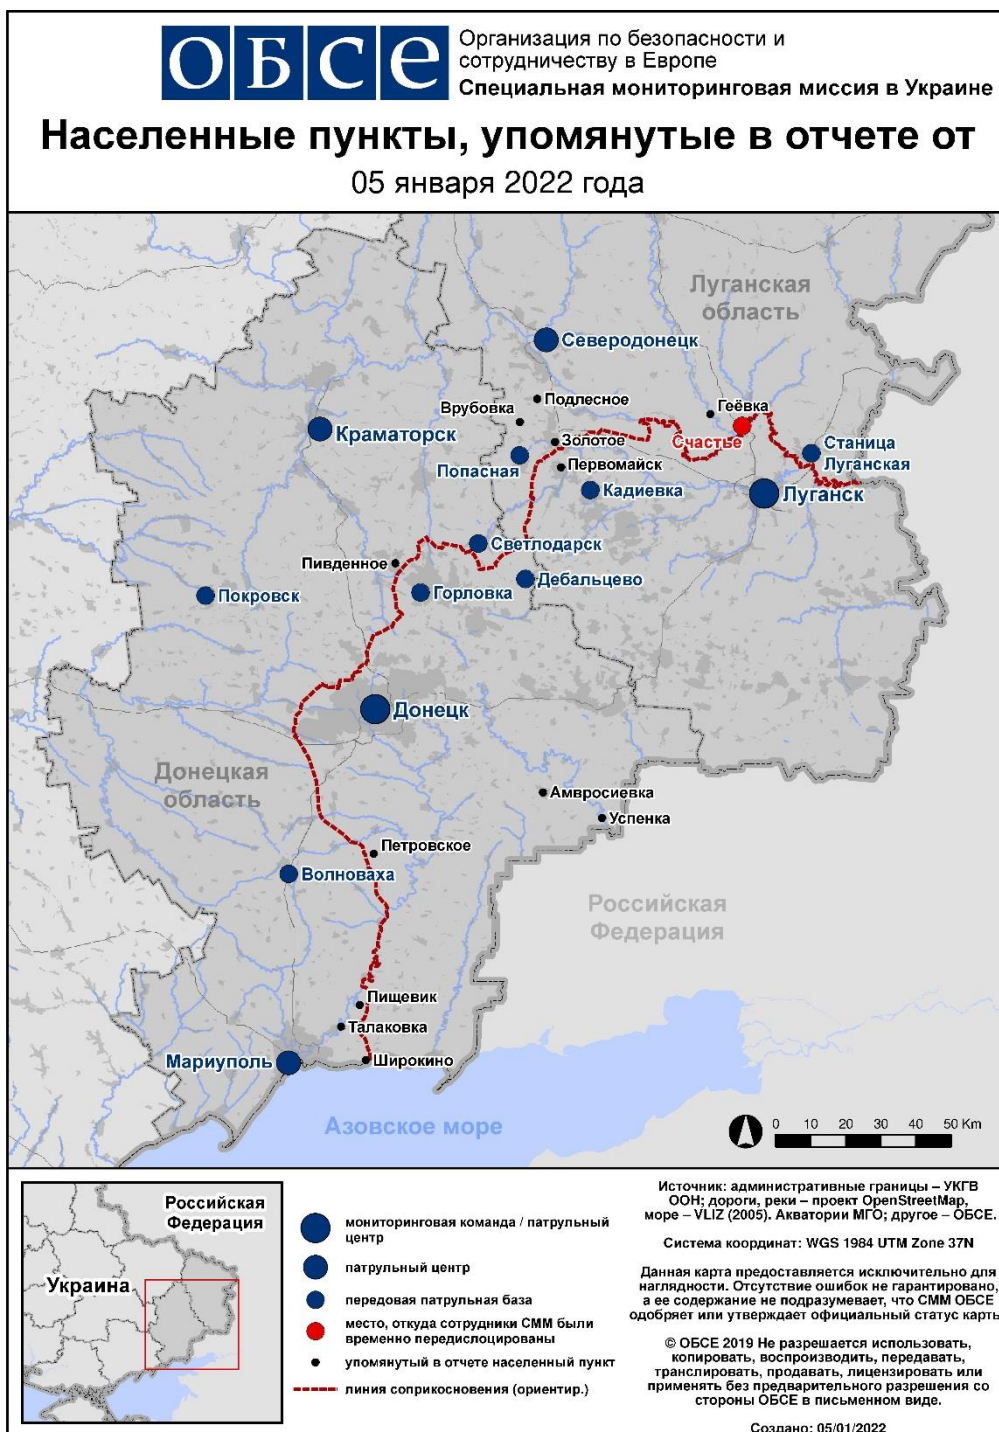 ОБСЕ
Организация по безопасности и
сотрудничеству в Европе
Специальная мониторинговая миссия в Украине
Населенные пункты, упомянутые в отчете от
05 января 2022 года
Луганская
область
Северодонецк
Подлесное
Врубовка
Геёвка
Краматорск
Золотое
Счастье
Станица
Луганская
Попасная
Первомайск
Кадиевка
Луганск
Светлодарск
Пивденное
Дебальцево
Покровск
Горловка
Донецк
Донецкая
область
Амвросиевка
Успенка
Петровское
Волноваха
Российская
Федерация
Пищевик
Талаковка
Мариуполь
Широкино
Азовское море
0 10 20 30 40 50 Km
Российская
Федерация
Украина
мониторинговая команда / патрульный
центр
патрульный центр
передовая патрульная база
место, откуда сотрудники СММ были
временно передислоцированы
упомянутый в отчете населенный пункт
линия соприкосновения (ориентир.)
Источник: административные границы – УКГВ
ООН; дороги, реки – проект OpenStreetMap,
море – VLIZ (2005). Акватории МГО; другое – ОБСЕ.
Система координат: WGS 1984 UTM Zone 37N
Данная карта предоставляется исключительно для
наглядности. Отсутствие ошибок не гарантировано,
а ее содержание не подразумевает, что СММ ОБСЕ
одобряет или утверждает официальный статус карты.
© ОБСЕ 2019 Не разрешается использовать,
копировать, воспроизводить, передавать,
транслировать, продавать, лицензировать или
применять без предварительного разрешения со
стороны ОБСЕ в письменном виде.
Создано: 05/01/2022